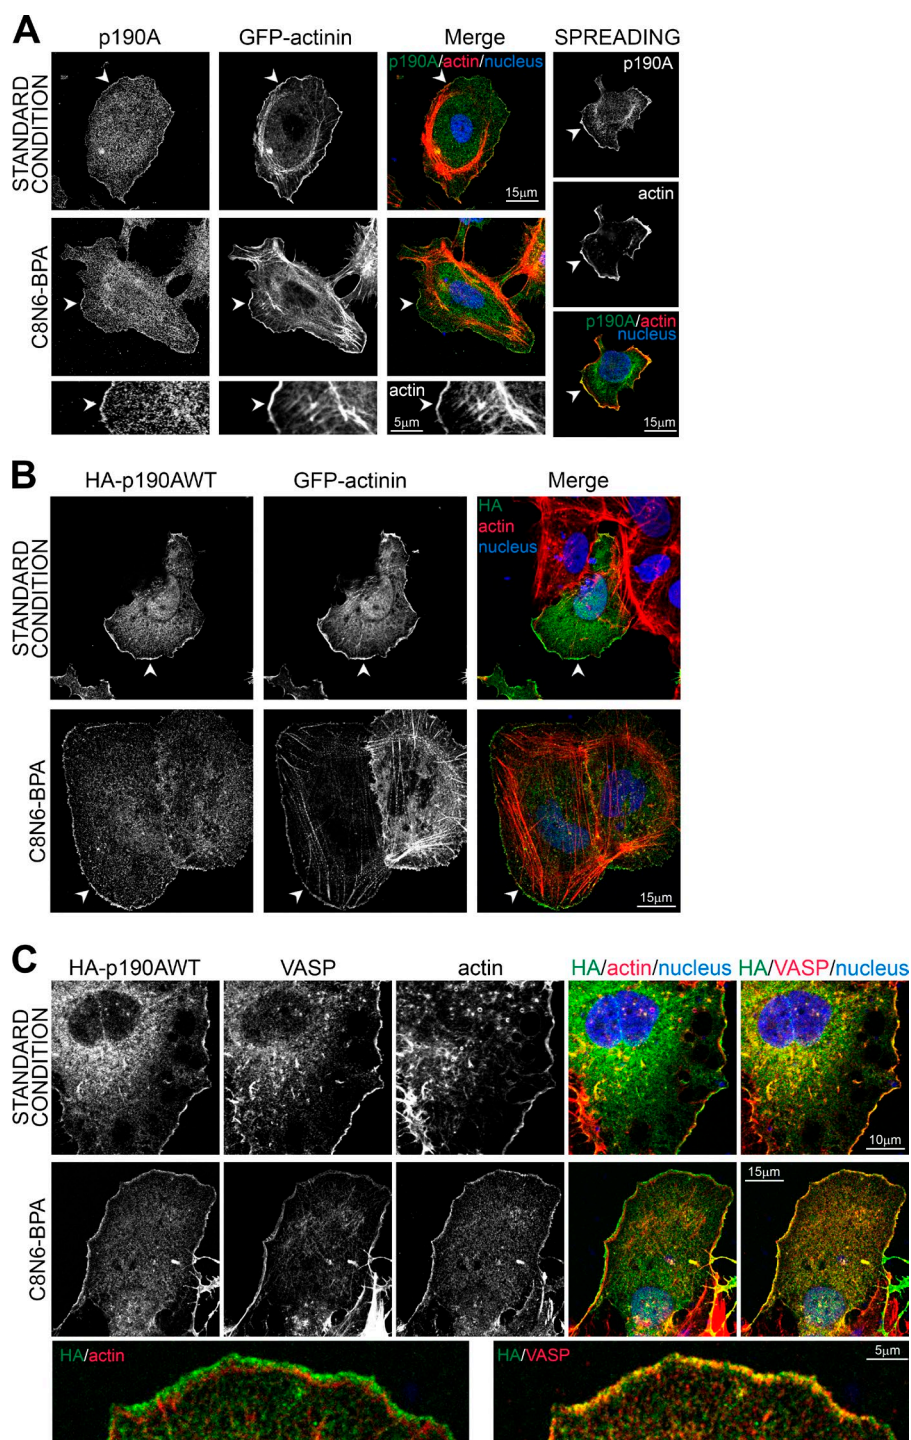 A
p190A
GFP-actinin
Merge
SPREADING
STANDARD
CONDITION
p190A/actin/nucleus
15μm
p190A
actin
C8N6-BPA
p190A/actin
nucleus
15μm
actin
5μm
B
HA-p190AWT
GFP-actinin
Merge
STANDARD
CONDITION
HA
actin
nucleus
C8N6-BPA
15μm
C
HA-p190AWT
VASP
actin
HA/actin/nucleus
HA/VASP/nucleus
STANDARD
CONDITION
10μm
C8N6-BPA
15μm
HA/actin
HA/VASP
5μm